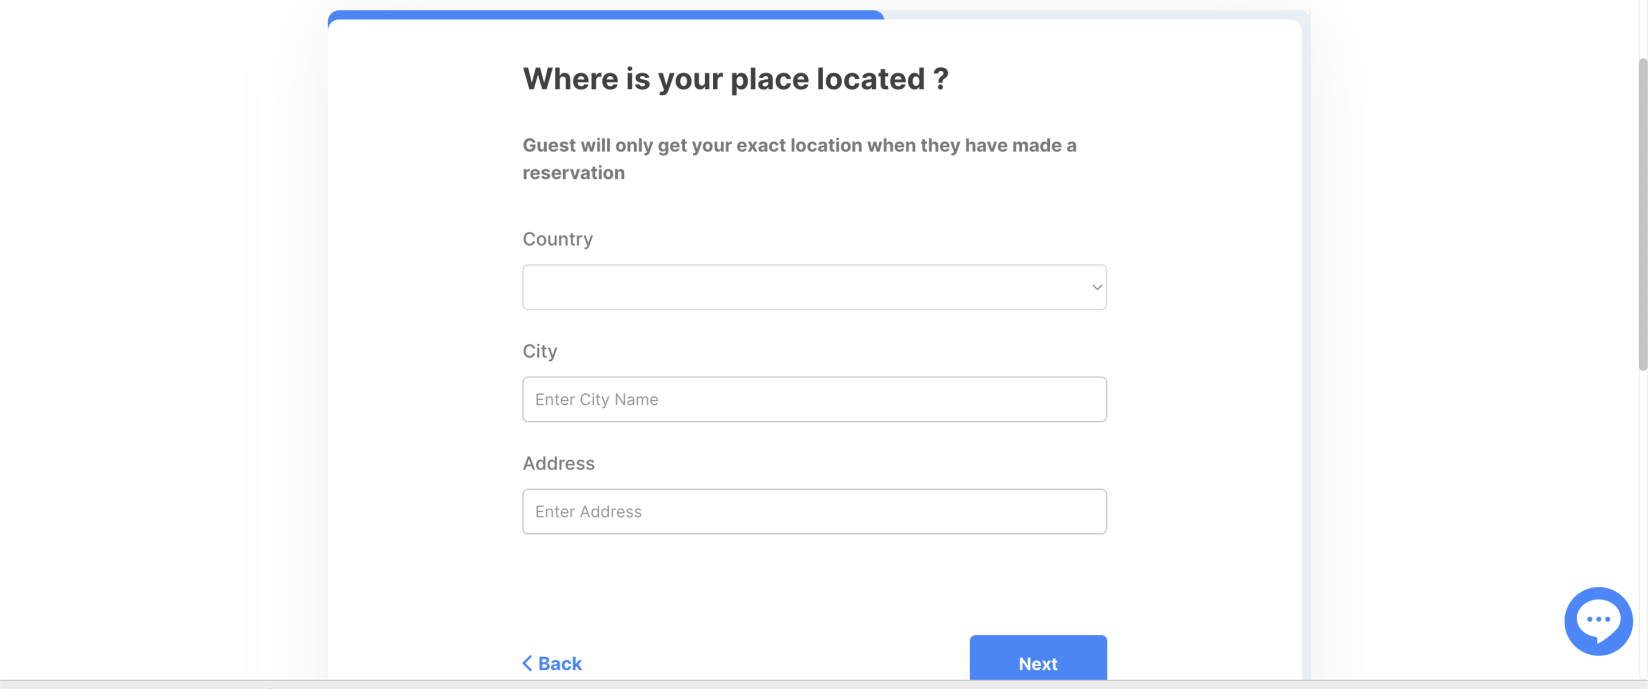 Where is your place located ?
Guest will only get your exact location when they have made a
reservation
Country
City
Enter City Name
Address
Enter Address
Back
Next